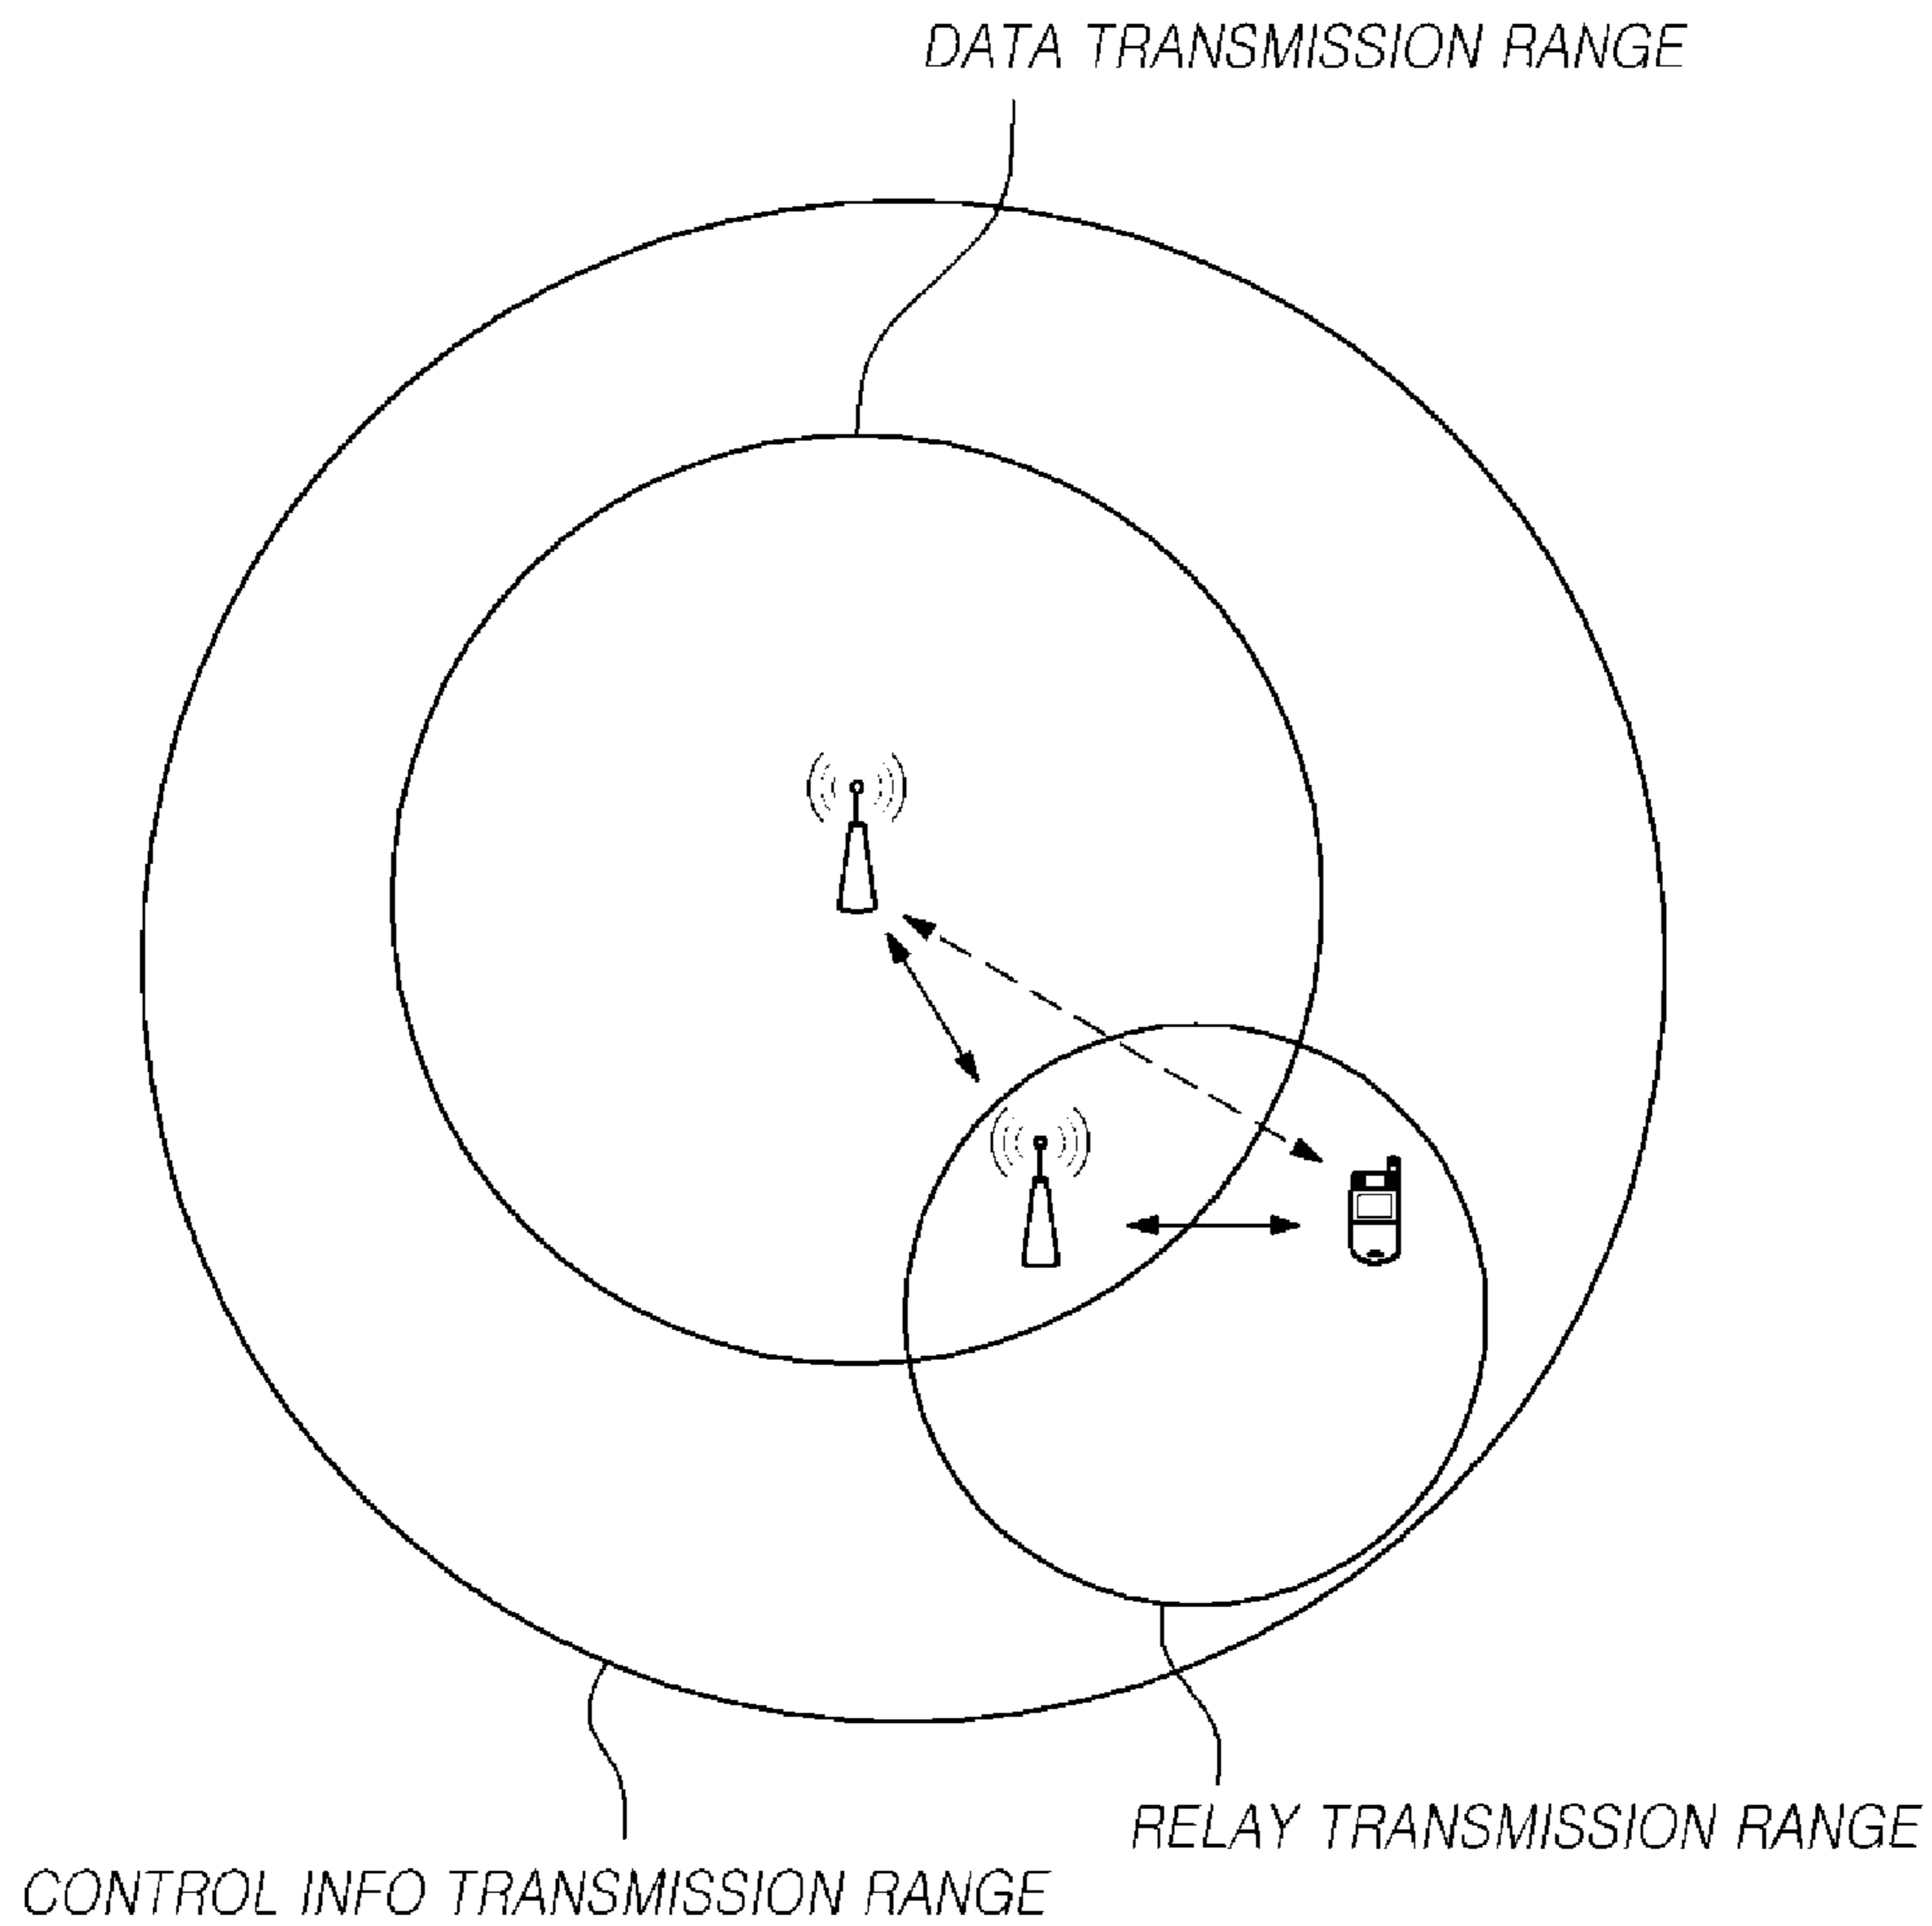 DATA TRANSMISSION RANGE
RELAY TRANSMISSION RANGE
CONTROL INFO TRANSMISSION RANGE